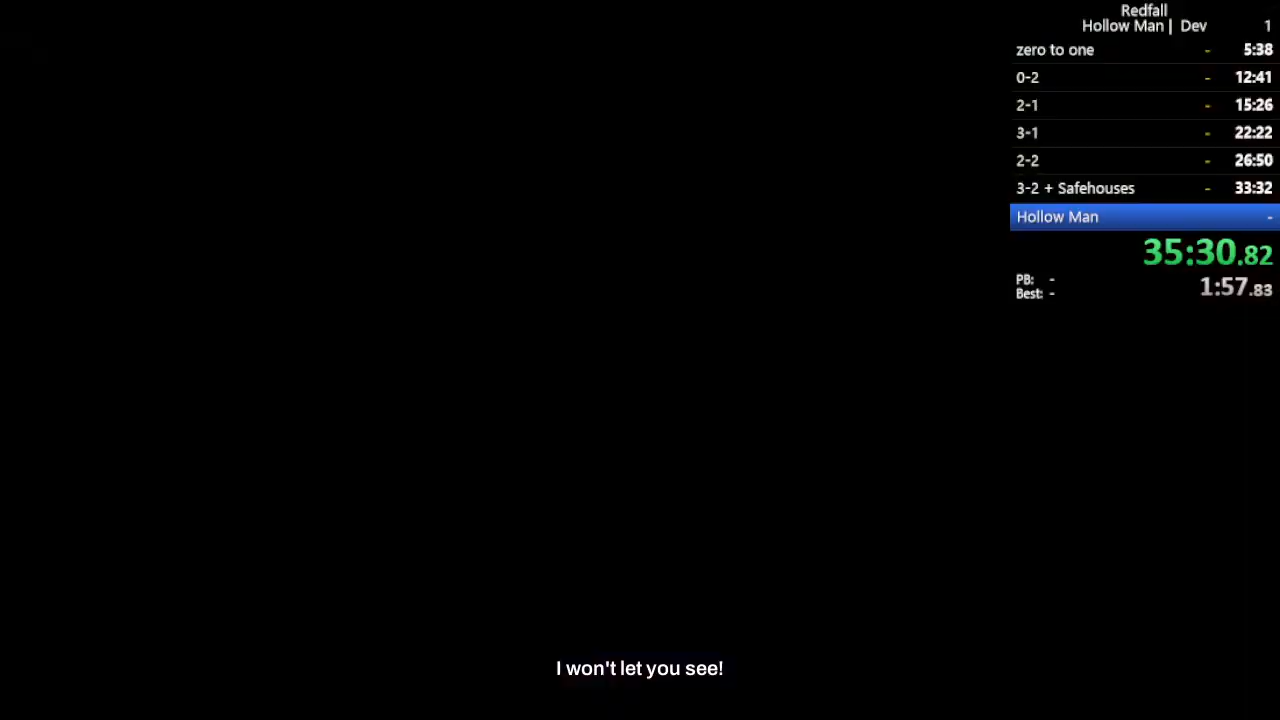 Redfall
Hollow Man | Dev 1
zero to one - 5:38
0-2 - 12:41
2-1 - 15:26
3-1 - 22:22
2-2 - 26:50
3-2 + Safehouses - 33:32
Hollow Man -
35:30.82
PB: - 1:57.83
Best: -
I won't let you see!